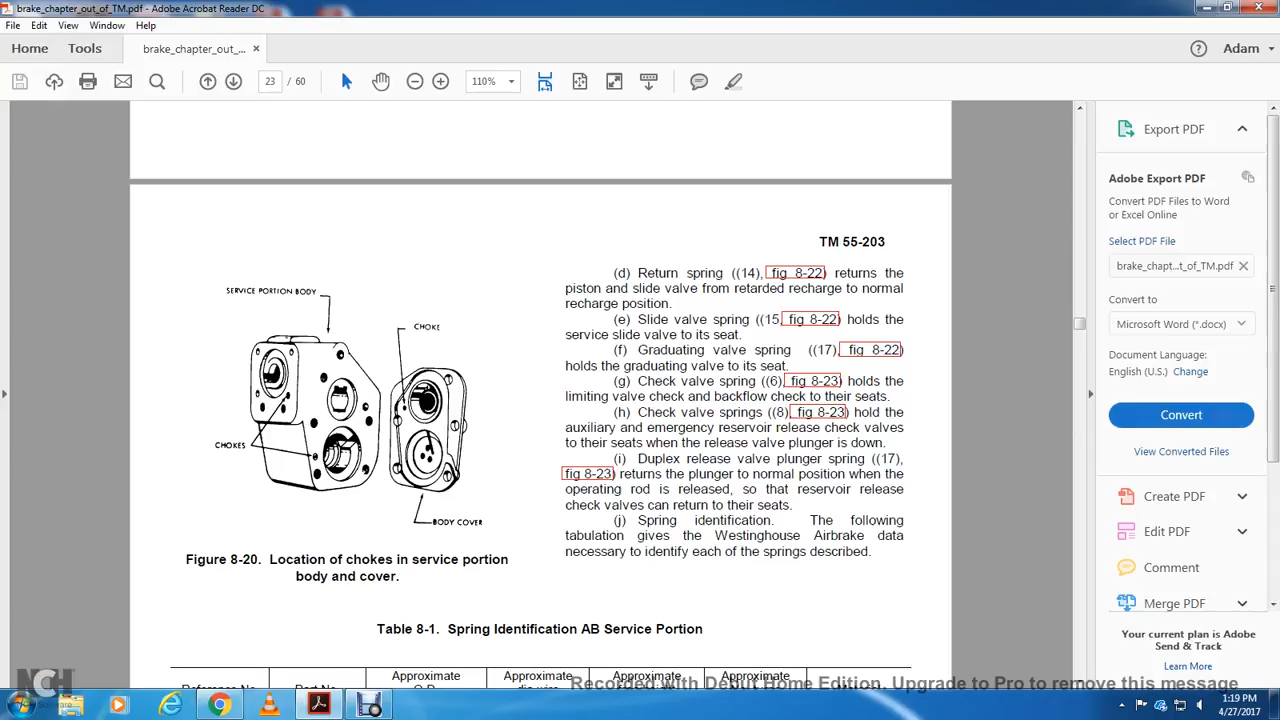 brake_chapter_out_of_TM.pdf - Adobe Acrobat Reader DC
File Edit View Window Help
Home Tools brake_chapter_out_... × Adam
23 / 60 110%
TM 55-203
SERVICE PORTION BODY
CHOKE
CHOKES
BODY COVER
Figure 8-20. Location of chokes in service portion
body and cover.
(d) Return spring ((14), fig 8-22) returns the
piston and slide valve from retarded recharge to normal
recharge position.
(e) Slide valve spring ((15, fig 8-22) holds the
service slide valve to its seat.
(f) Graduating valve spring ((17), fig 8-22)
holds the graduating valve to its seat.
(g) Check valve spring ((6), fig 8-23) holds the
limiting valve check and backflow check to their seats.
(h) Check valve springs ((8), fig 8-23) hold the
auxiliary and emergency reservoir release check valves
to their seats when the release valve plunger is down.
(i) Duplex release valve plunger spring ((17),
fig 8-23) returns the plunger to normal position when the
operating rod is released, so that reservoir release
check valves can return to their seats.
(j) Spring identification. The following
tabulation gives the Westinghouse Airbrake data
necessary to identify each of the springs described.
Table 8-1. Spring Identification AB Service Portion
Approximate Approximate Approximate Approximate
Export PDF
Adobe Export PDF
Convert PDF Files to Word
or Excel Online
Select PDF File
brake_chapt...t_of_TM.pdf ×
Convert to
Microsoft Word (*.docx)
Document Language:
English (U.S.) Change
Convert
View Converted Files
Create PDF
Edit PDF
Comment
Merge PDF
Your current plan is Adobe
Send & Track
Learn More
Recorded with Debut Home Edition. Upgrade to Pro to remove this message
NCH
Software
1:19 PM
4/27/2017